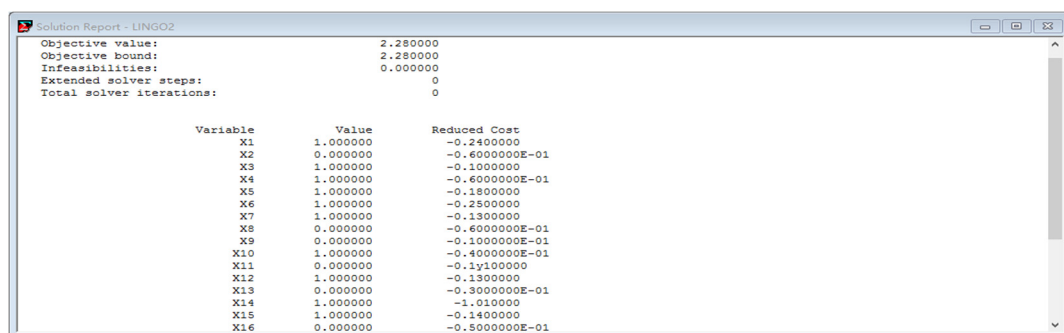 Solution Report - LINGO2
Objective value: 2.280000
Objective bound: 2.280000
Infeasibilities: 0.000000
Extended solver steps: 0
Total solver iterations: 0
Variable Value Reduced Cost
X1 1.000000 -0.2400000
X2 0.000000 -0.6000000E-01
X3 1.000000 -0.1000000
X4 1.000000 -0.6000000E-01
X5 1.000000 -0.1800000
X6 1.000000 -0.2500000
X7 1.000000 -0.1300000
X8 0.000000 -0.6000000E-01
X9 0.000000 -0.1000000E-01
X10 1.000000 -0.4000000E-01
X11 0.000000 -0.1y100000
X12 1.000000 -0.1300000
X13 0.000000 -0.3000000E-01
X14 1.000000 -1.010000
X15 1.000000 -0.1400000
X16 0.000000 -0.5000000E-01